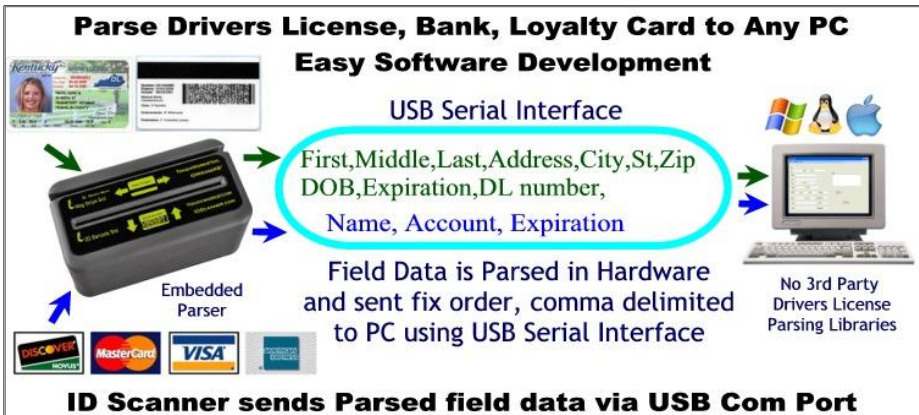 Parse Drivers License, Bank, Loyalty Card to Any PC
Easy Software Development
Kentucky
DL
USB Serial Interface
First,Middle,Last,Address,City,St,Zip
DOB,Expiration,DL number,
Name, Account, Expiration
Embedded
Parser
Field Data is Parsed in Hardware
and sent fix order, comma delimited
to PC using USB Serial Interface
No 3rd Party
Drivers License
Parsing Libraries
DISCOVER
NOVUS
MasterCard
VISA
AMERICAN
EXPRESS
ID Scanner sends Parsed field data via USB Com Port